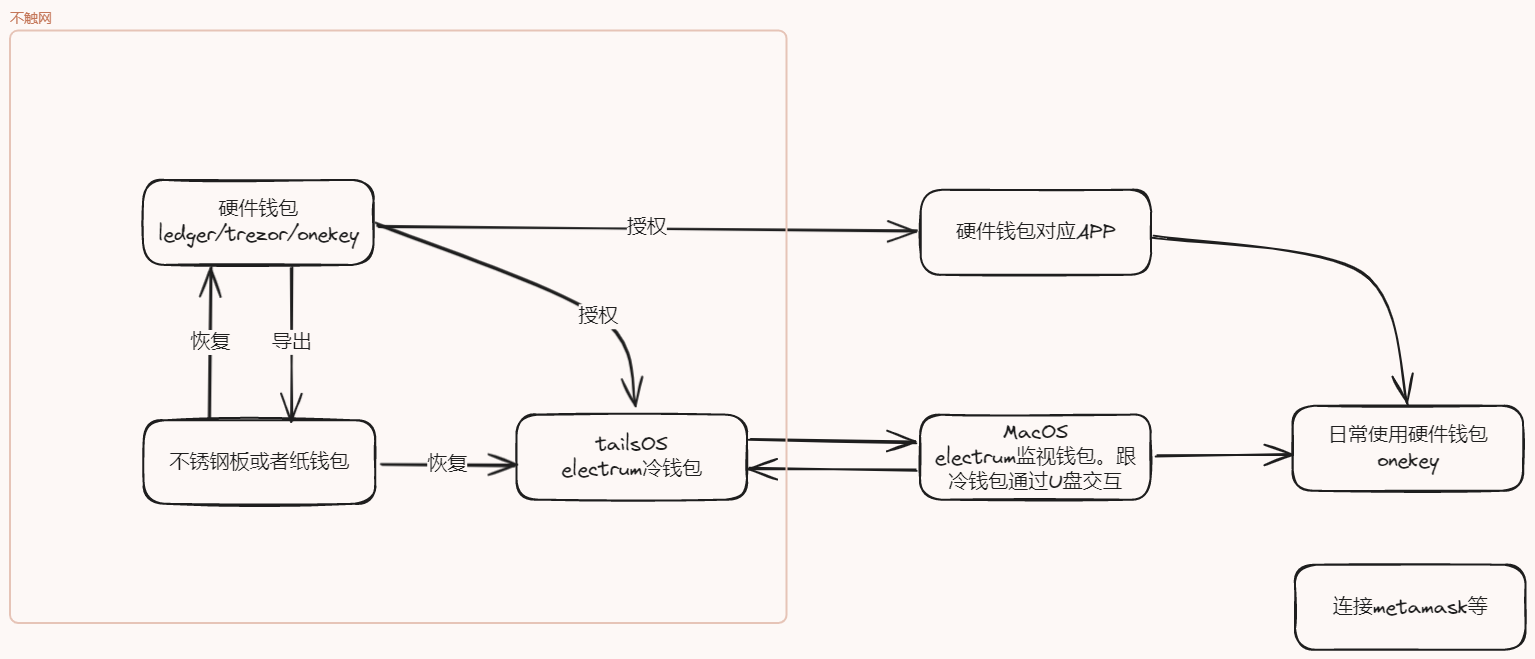 不触网
硬件钱包
ledger/trezor/onekey
授权
硬件钱包对应APP
授权
恢复
导出
不锈钢板或者纸钱包
恢复
tailsOS
electrum冷钱包
MacOS
electrum监视钱包。跟
冷钱包通过U盘交互
日常使用硬件钱包
onekey
连接metamask等